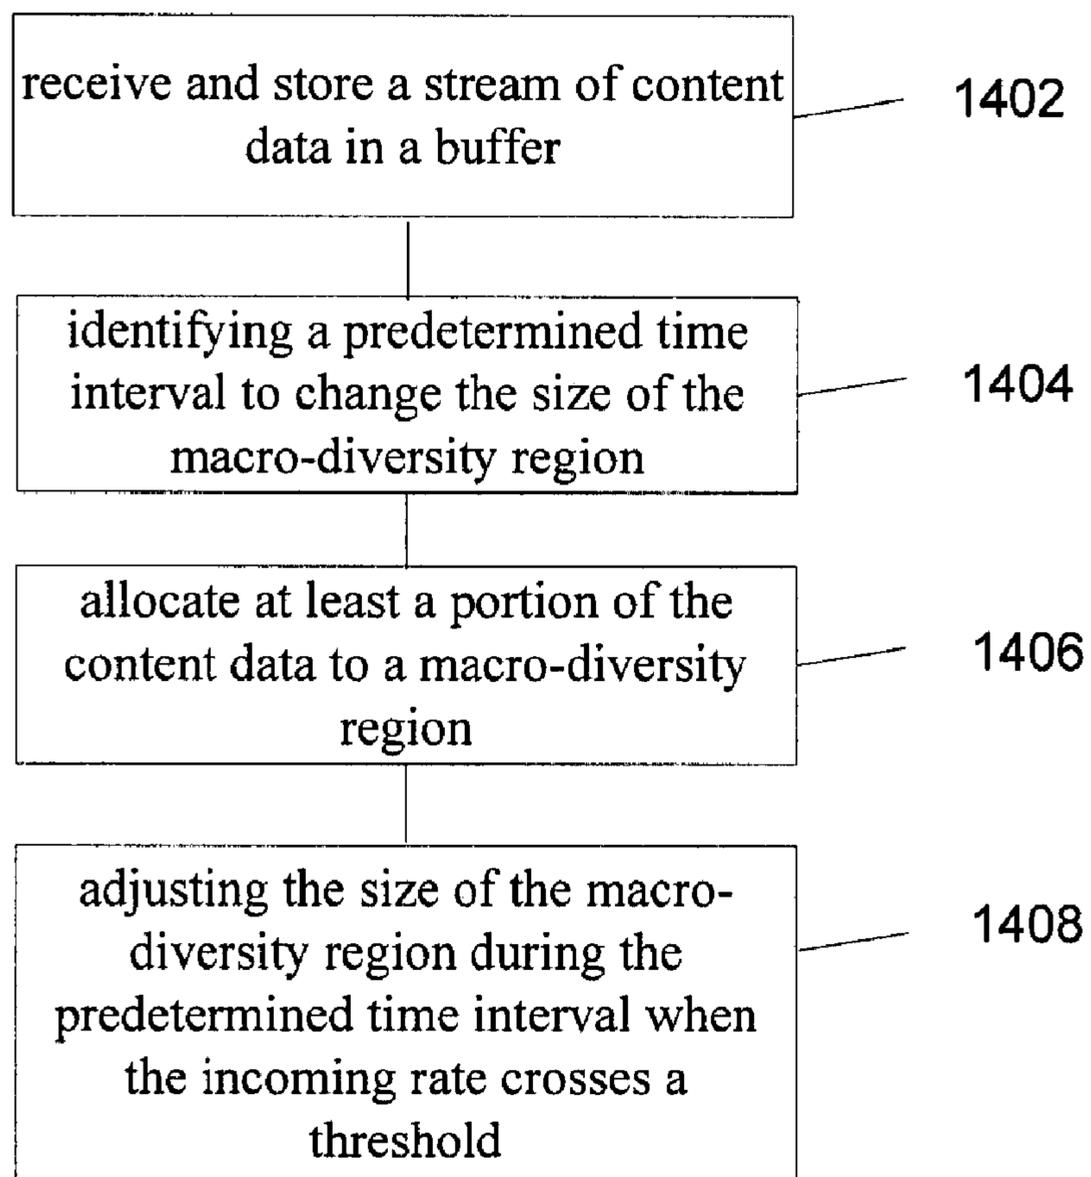 receive and store a stream of content
data in a buffer
1402
identifying a predetermined time
interval to change the size of the
macro-diversity region
1404
allocate at least a portion of the
content data to a macro-diversity
region
1406
adjusting the size of the macro-
diversity region during the
predetermined time interval when
the incoming rate crosses a
threshold
1408